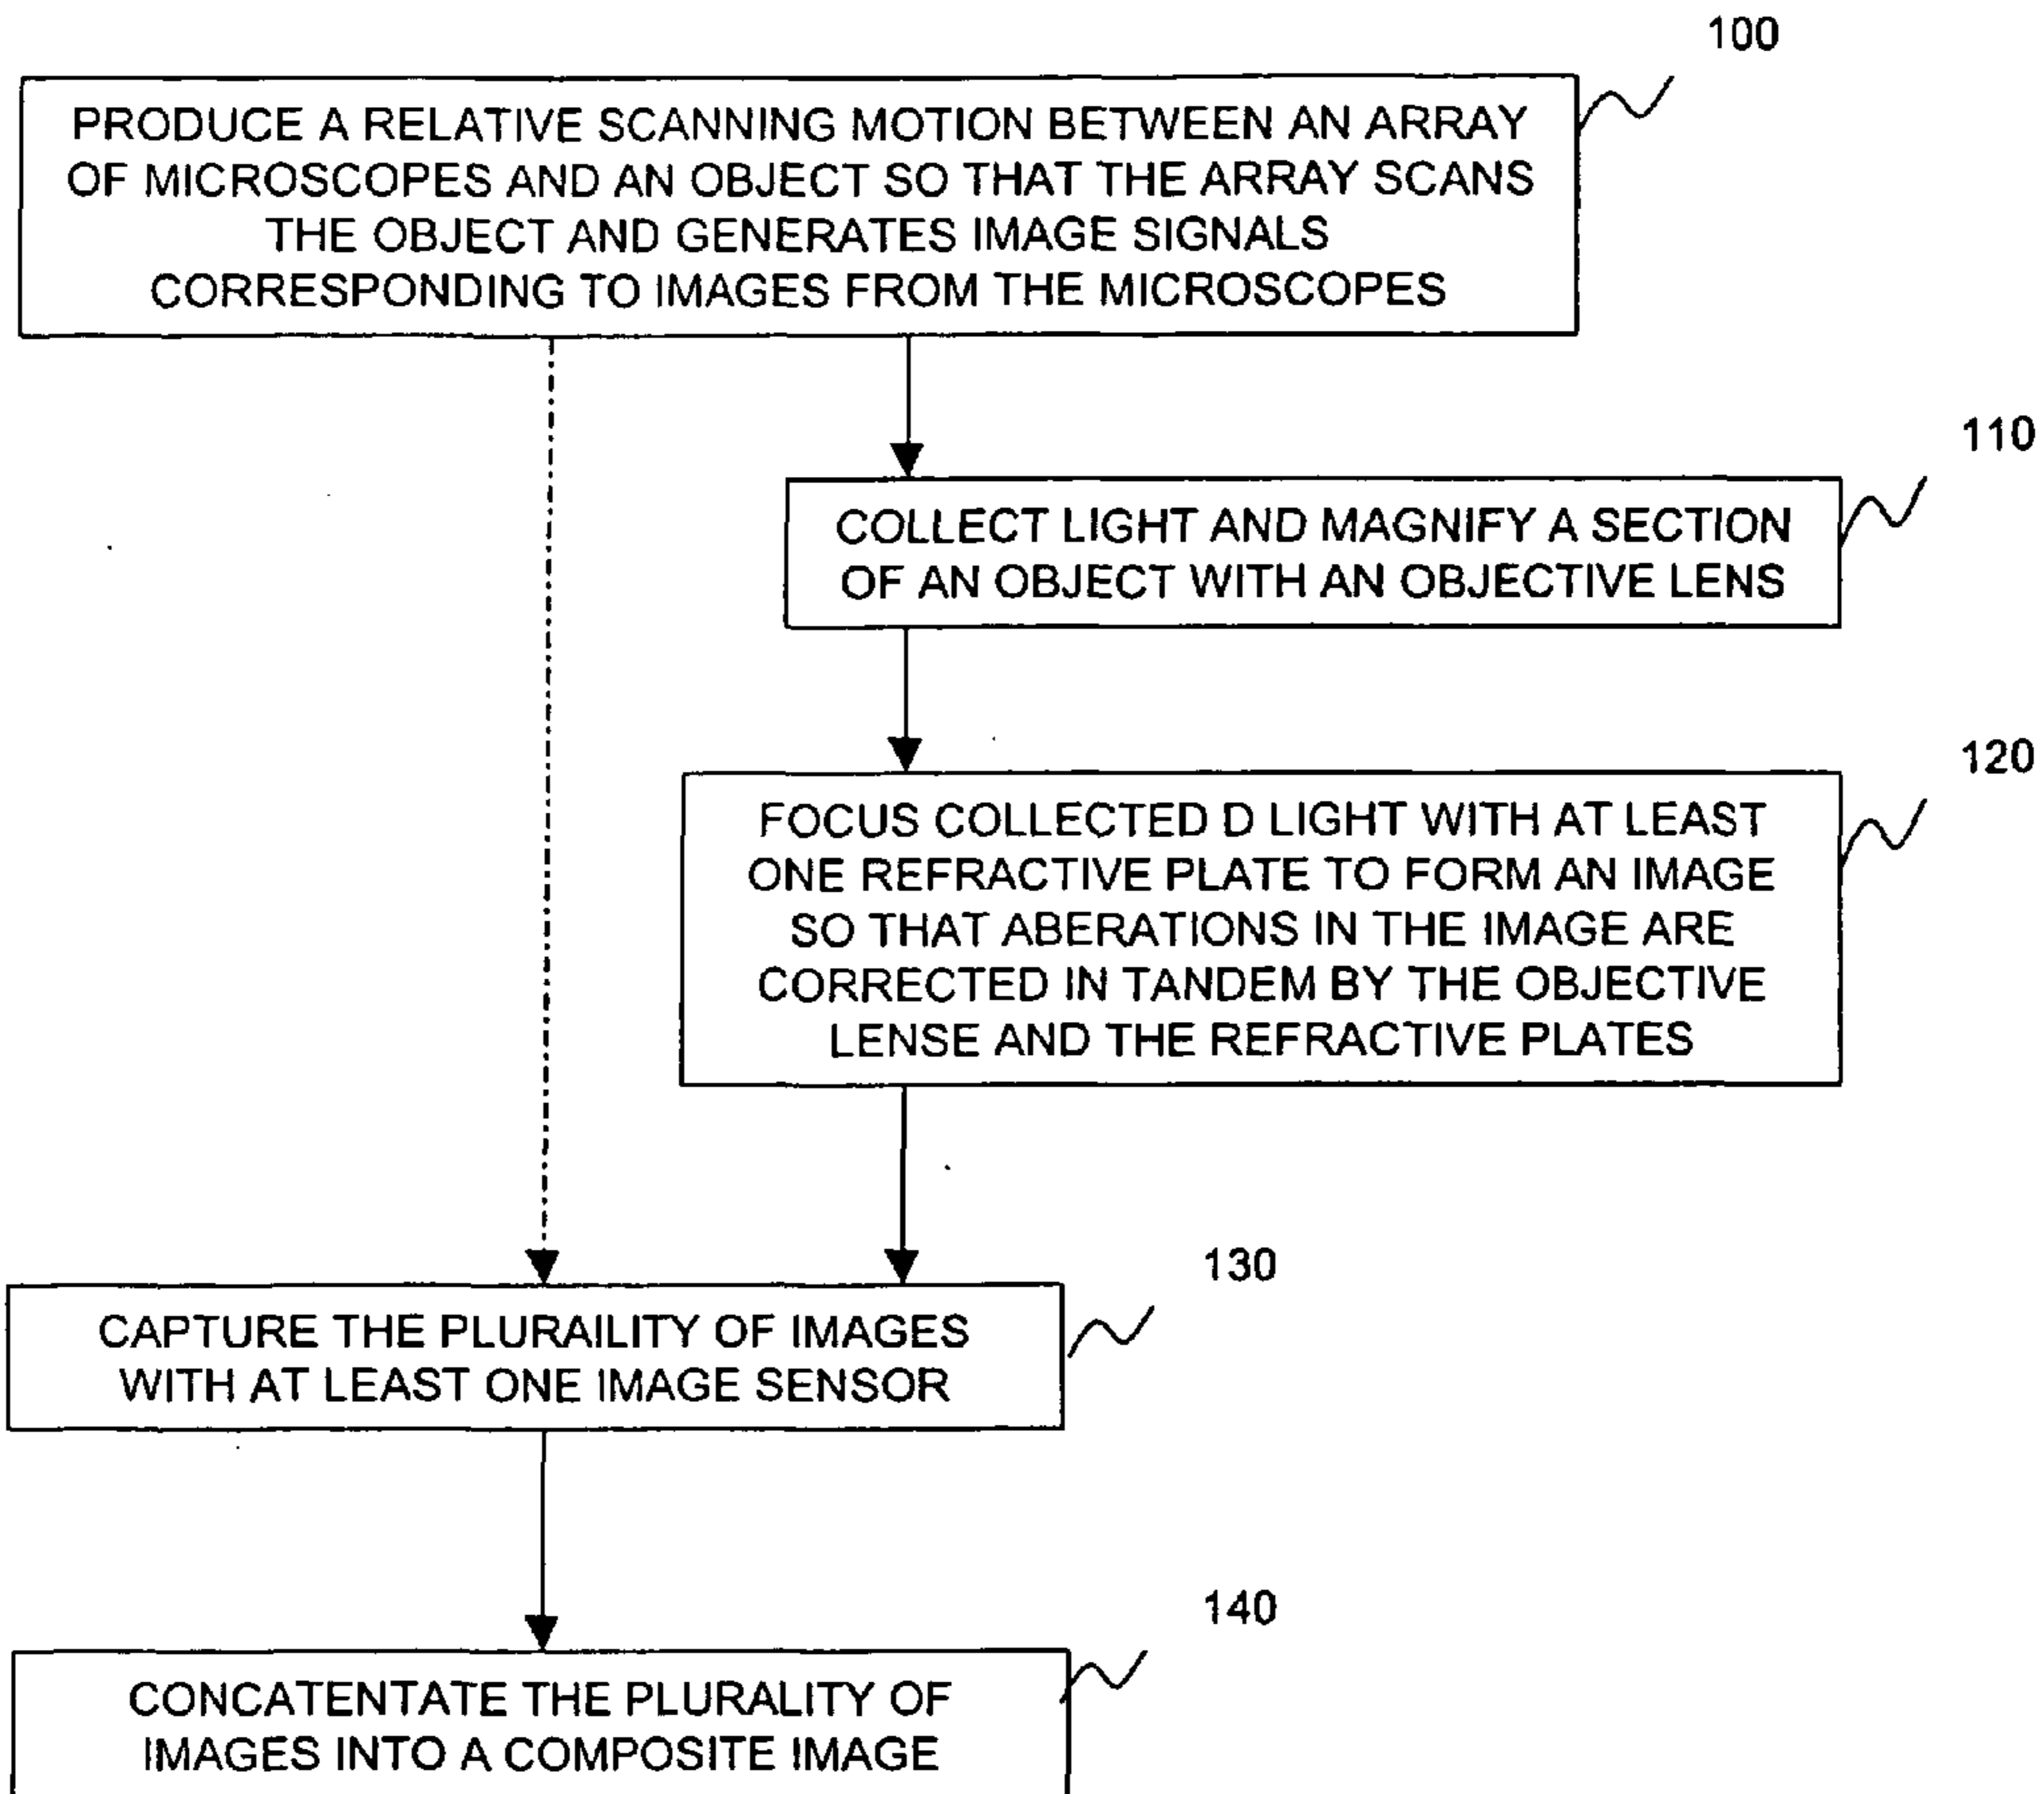 100
PRODUCE A RELATIVE SCANNING MOTION BETWEEN AN ARRAY
OF MICROSCOPES AND AN OBJECT SO THAT THE ARRAY SCANS
THE OBJECT AND GENERATES IMAGE SIGNALS
CORRESPONDING TO IMAGES FROM THE MICROSCOPES
110
COLLECT LIGHT AND MAGNIFY A SECTION
OF AN OBJECT WITH AN OBJECTIVE LENS
120
FOCUS COLLECTED D LIGHT WITH AT LEAST
ONE REFRACTIVE PLATE TO FORM AN IMAGE
SO THAT ABERATIONS IN THE IMAGE ARE
CORRECTED IN TANDEM BY THE OBJECTIVE
LENSE AND THE REFRACTIVE PLATES
130
CAPTURE THE PLURAILITY OF IMAGES
WITH AT LEAST ONE IMAGE SENSOR
140
CONCATENTATE THE PLURALITY OF
IMAGES INTO A COMPOSITE IMAGE